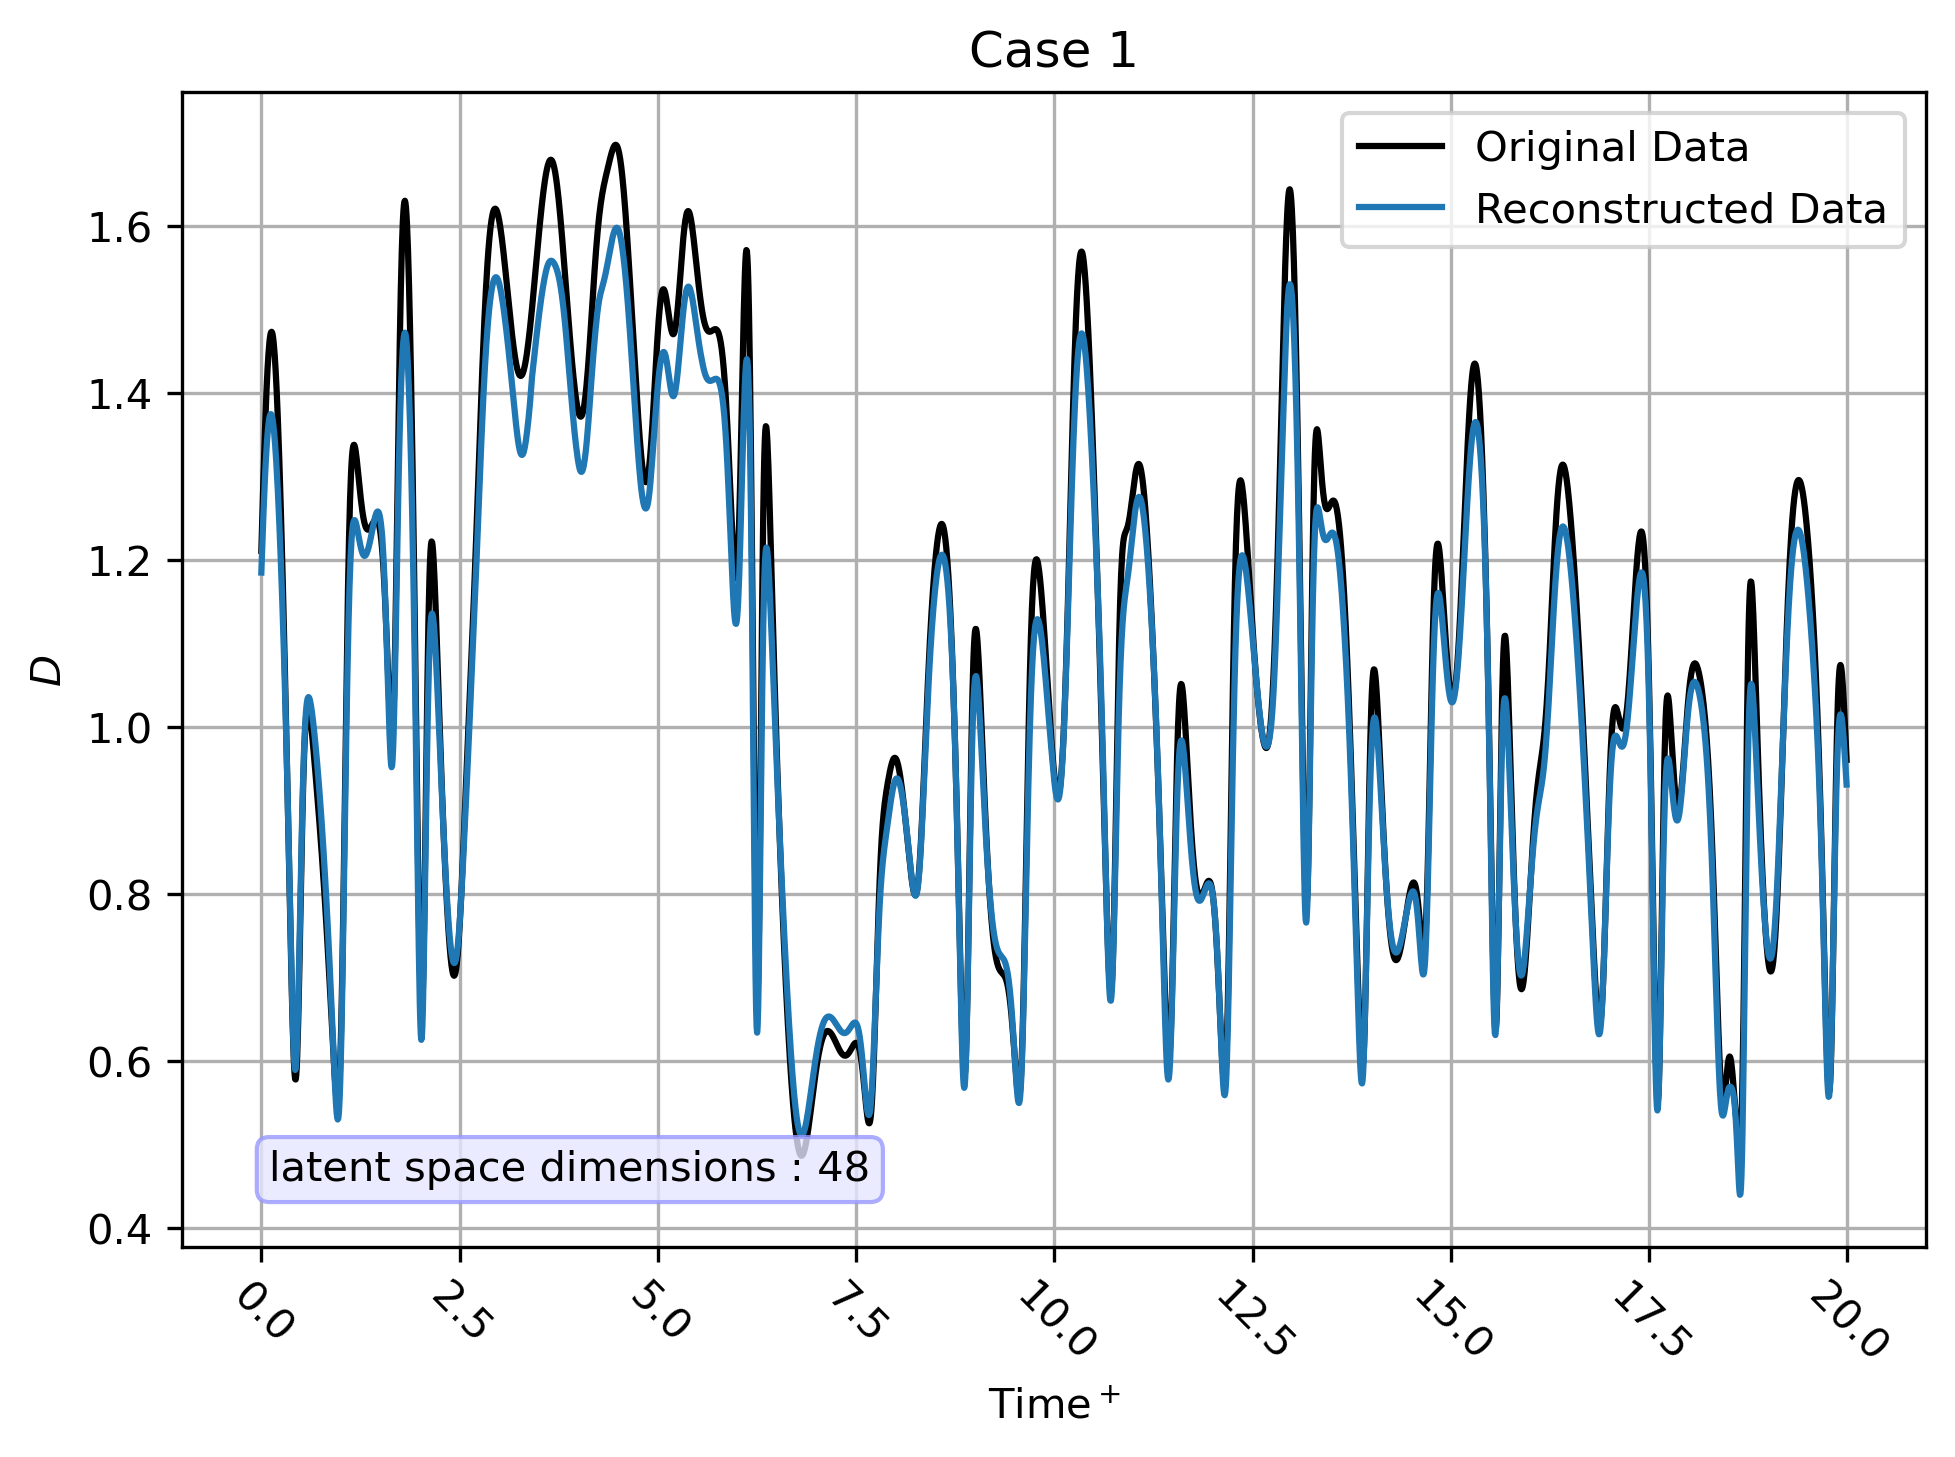 Case 1
Original Data
Reconstructed Data
1.6
1.4
1.2
1.0
0.8
0.6
0.4
D
latent space dimensions : 48
0.0 2.5 5.0 7.5 10.0 12.5 15.0 17.5 20.0
Time⁺